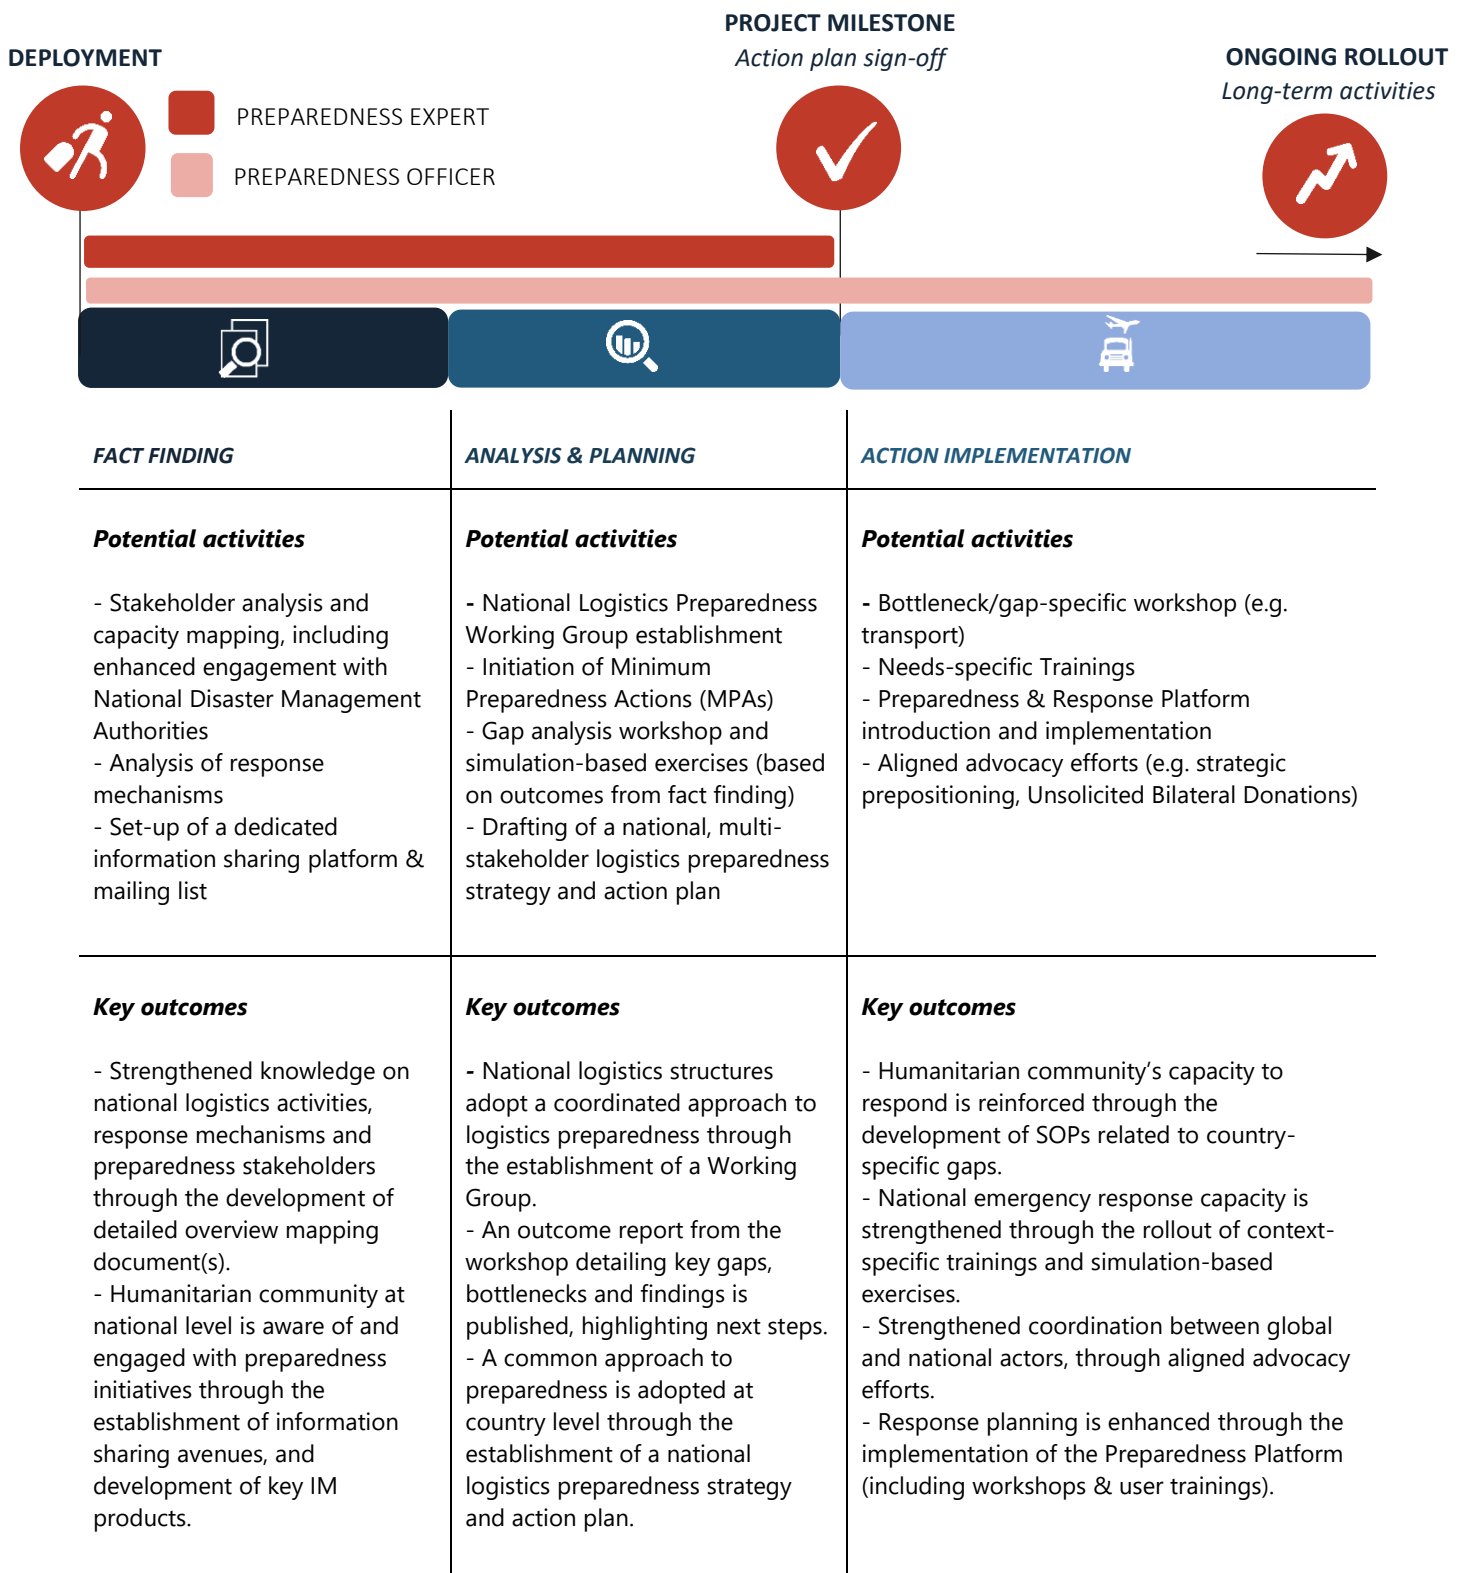 DEPLOYMENT
PROJECT MILESTONE
Action plan sign-off
ONGOING ROLLOUT
Long-term activities
PREPAREDNESS EXPERT
PREPAREDNESS OFFICER
FACT FINDING
Potential activities
- Stakeholder analysis and
capacity mapping, including
enhanced engagement with
National Disaster Management
Authorities
- Analysis of response
mechanisms
- Set-up of a dedicated
information sharing platform &
mailing list
Key outcomes
- Strengthened knowledge on
national logistics activities,
response mechanisms and
preparedness stakeholders
through the development of
detailed overview mapping
document(s).
- Humanitarian community at
national level is aware of and
engaged with preparedness
initiatives through the
establishment of information
sharing avenues, and
development of key IM
products.
ANALYSIS & PLANNING
Potential activities
- National Logistics Preparedness
Working Group establishment
- Initiation of Minimum
Preparedness Actions (MPAs)
- Gap analysis workshop and
simulation-based exercises (based
on outcomes from fact finding)
- Drafting of a national, multi-
stakeholder logistics preparedness
strategy and action plan
Key outcomes
- National logistics structures
adopt a coordinated approach to
logistics preparedness through
the establishment of a Working
Group.
- An outcome report from the
workshop detailing key gaps,
bottlenecks and findings is
published, highlighting next steps.
- A common approach to
preparedness is adopted at
country level through the
establishment of a national
logistics preparedness strategy
and action plan.
ACTION IMPLEMENTATION
Potential activities
- Bottleneck/gap-specific workshop (e.g.
transport)
- Needs-specific Trainings
- Preparedness & Response Platform
introduction and implementation
- Aligned advocacy efforts (e.g. strategic
prepositioning, Unsolicited Bilateral Donations)
Key outcomes
- Humanitarian community’s capacity to
respond is reinforced through the
development of SOPs related to country-
specific gaps.
- National emergency response capacity is
strengthened through the rollout of context-
specific trainings and simulation-based
exercises.
- Strengthened coordination between global
and national actors, through aligned advocacy
efforts.
- Response planning is enhanced through the
implementation of the Preparedness Platform
(including workshops & user trainings).